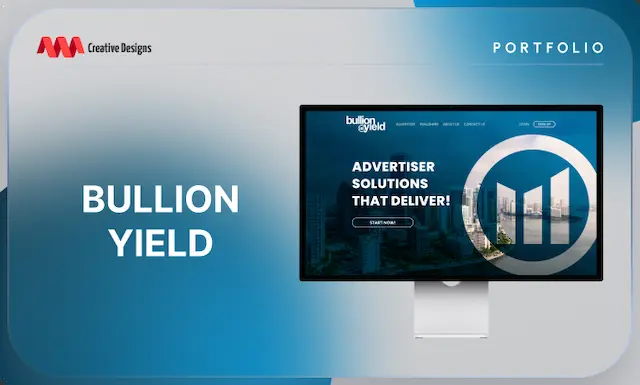 Creative Designs
PORTFOLIO
bullion
yield
ADVERTISER
PUBLISHERS
ABOUT US
CONTACT US
LOGIN
SIGN UP
ADVERTISER
SOLUTIONS
THAT DELIVER!
START NOW!
BULLION
YIELD